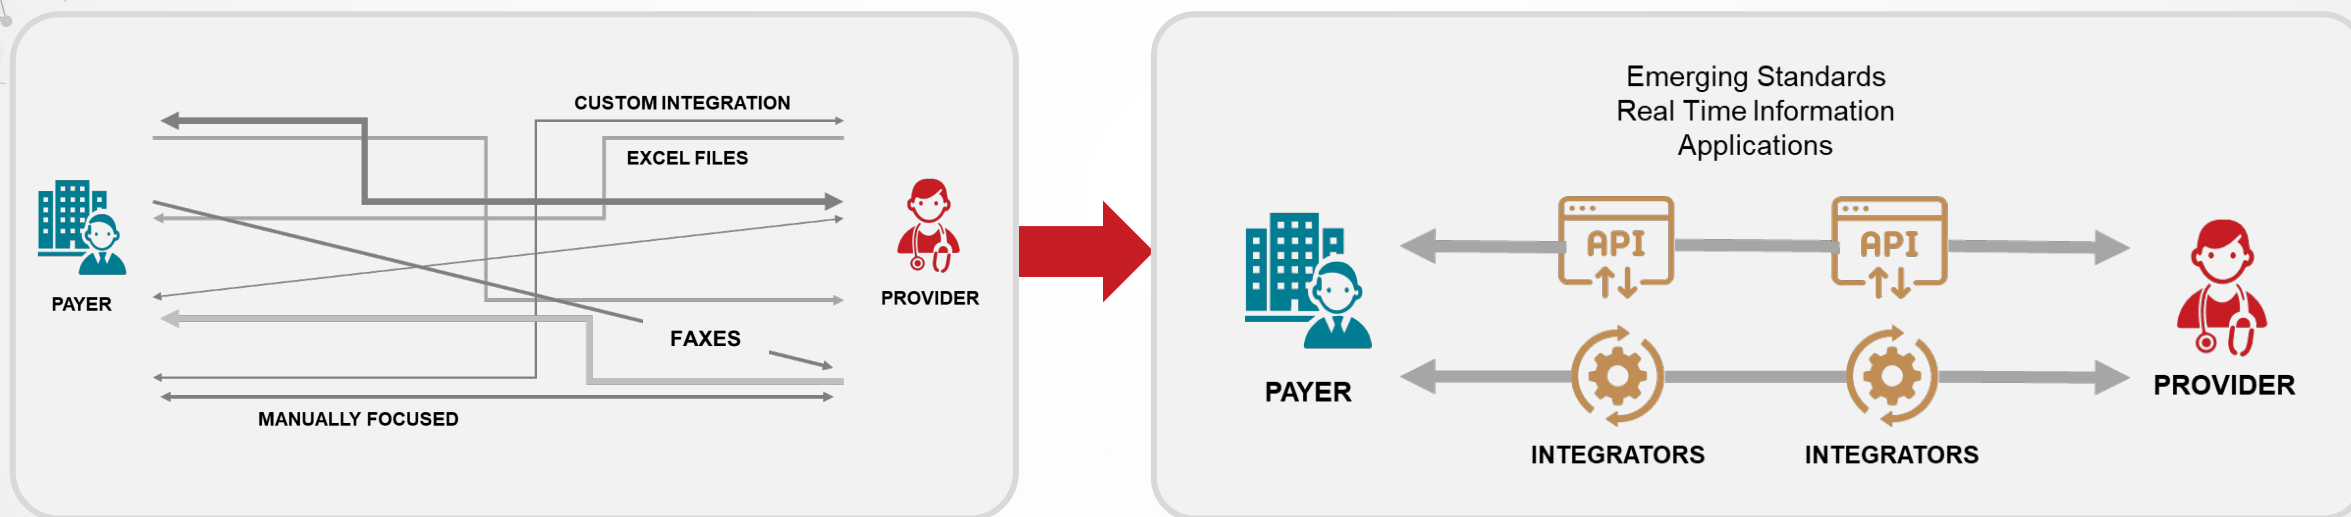 CUSTOM INTEGRATION
EXCEL FILES
PAYER
PROVIDER
FAXES
MANUALLY FOCUSED
Emerging Standards
Real Time Information
Applications
API
API
PAYER
PROVIDER
INTEGRATORS
INTEGRATORS